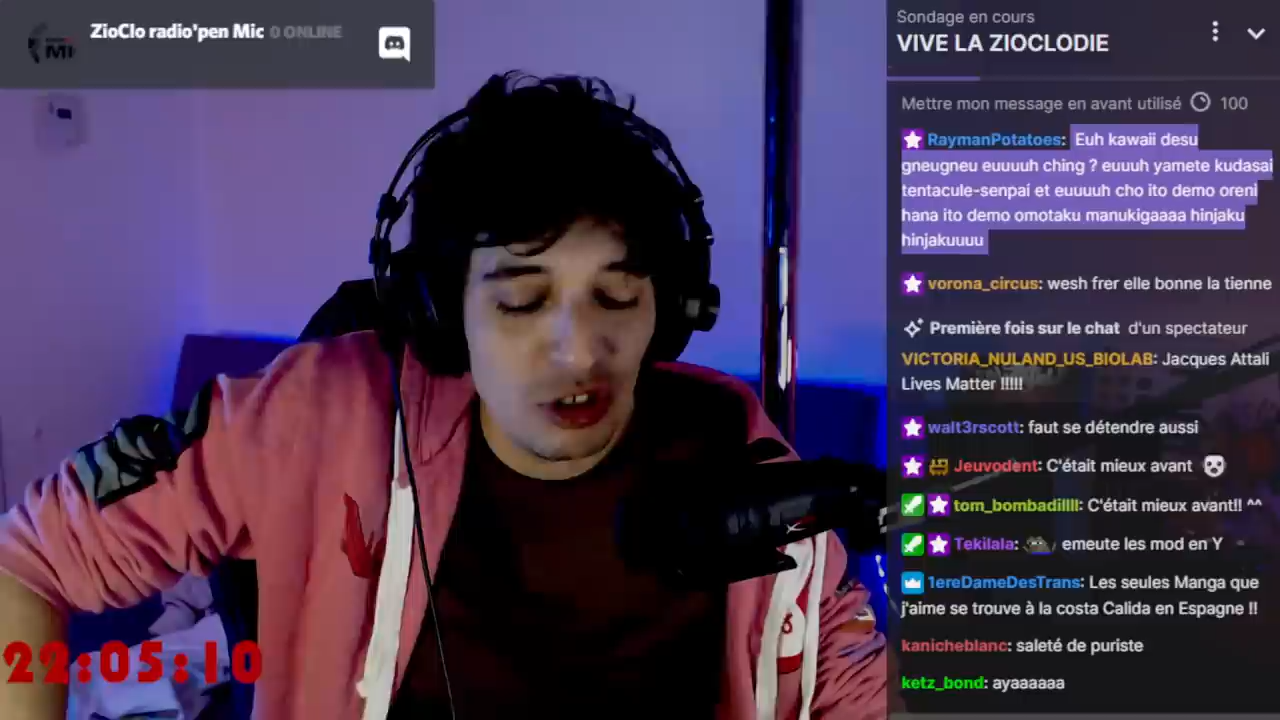 ZioClo radio'pen Mic 0 ONLINE
MI
Sondage en cours
VIVE LA ZIOCLODIE
Mettre mon message en avant utilisé 100
RaymanPotatoes: Euh kawaii desu
gneugneu euuuuh ching ? euuuh yamete kudasai
tentacule-senpai et euuuuh cho ito demo oreni
hana ito demo omotaku manukigaaaa hinjaku
hinjakuuuu
vorona_circus: wesh frer elle bonne la tienne
Première fois sur le chat d'un spectateur
VICTORIA_NULAND_US_BIOLAB: Jacques Attali
Lives Matter !!!!!
walt3rscott: faut se détendre aussi
Jeuvodent: C'était mieux avant
tom_bombadillll: C'était mieux avant!! ^^
Tekilala: emeute les mod en Y
1ereDameDesTrans: Les seules Manga que
j'aime se trouve à la costa Calida en Espagne !!
kanicheblanc: saleté de puriste
ketz_bond: ayaaaaaa
22:05:10